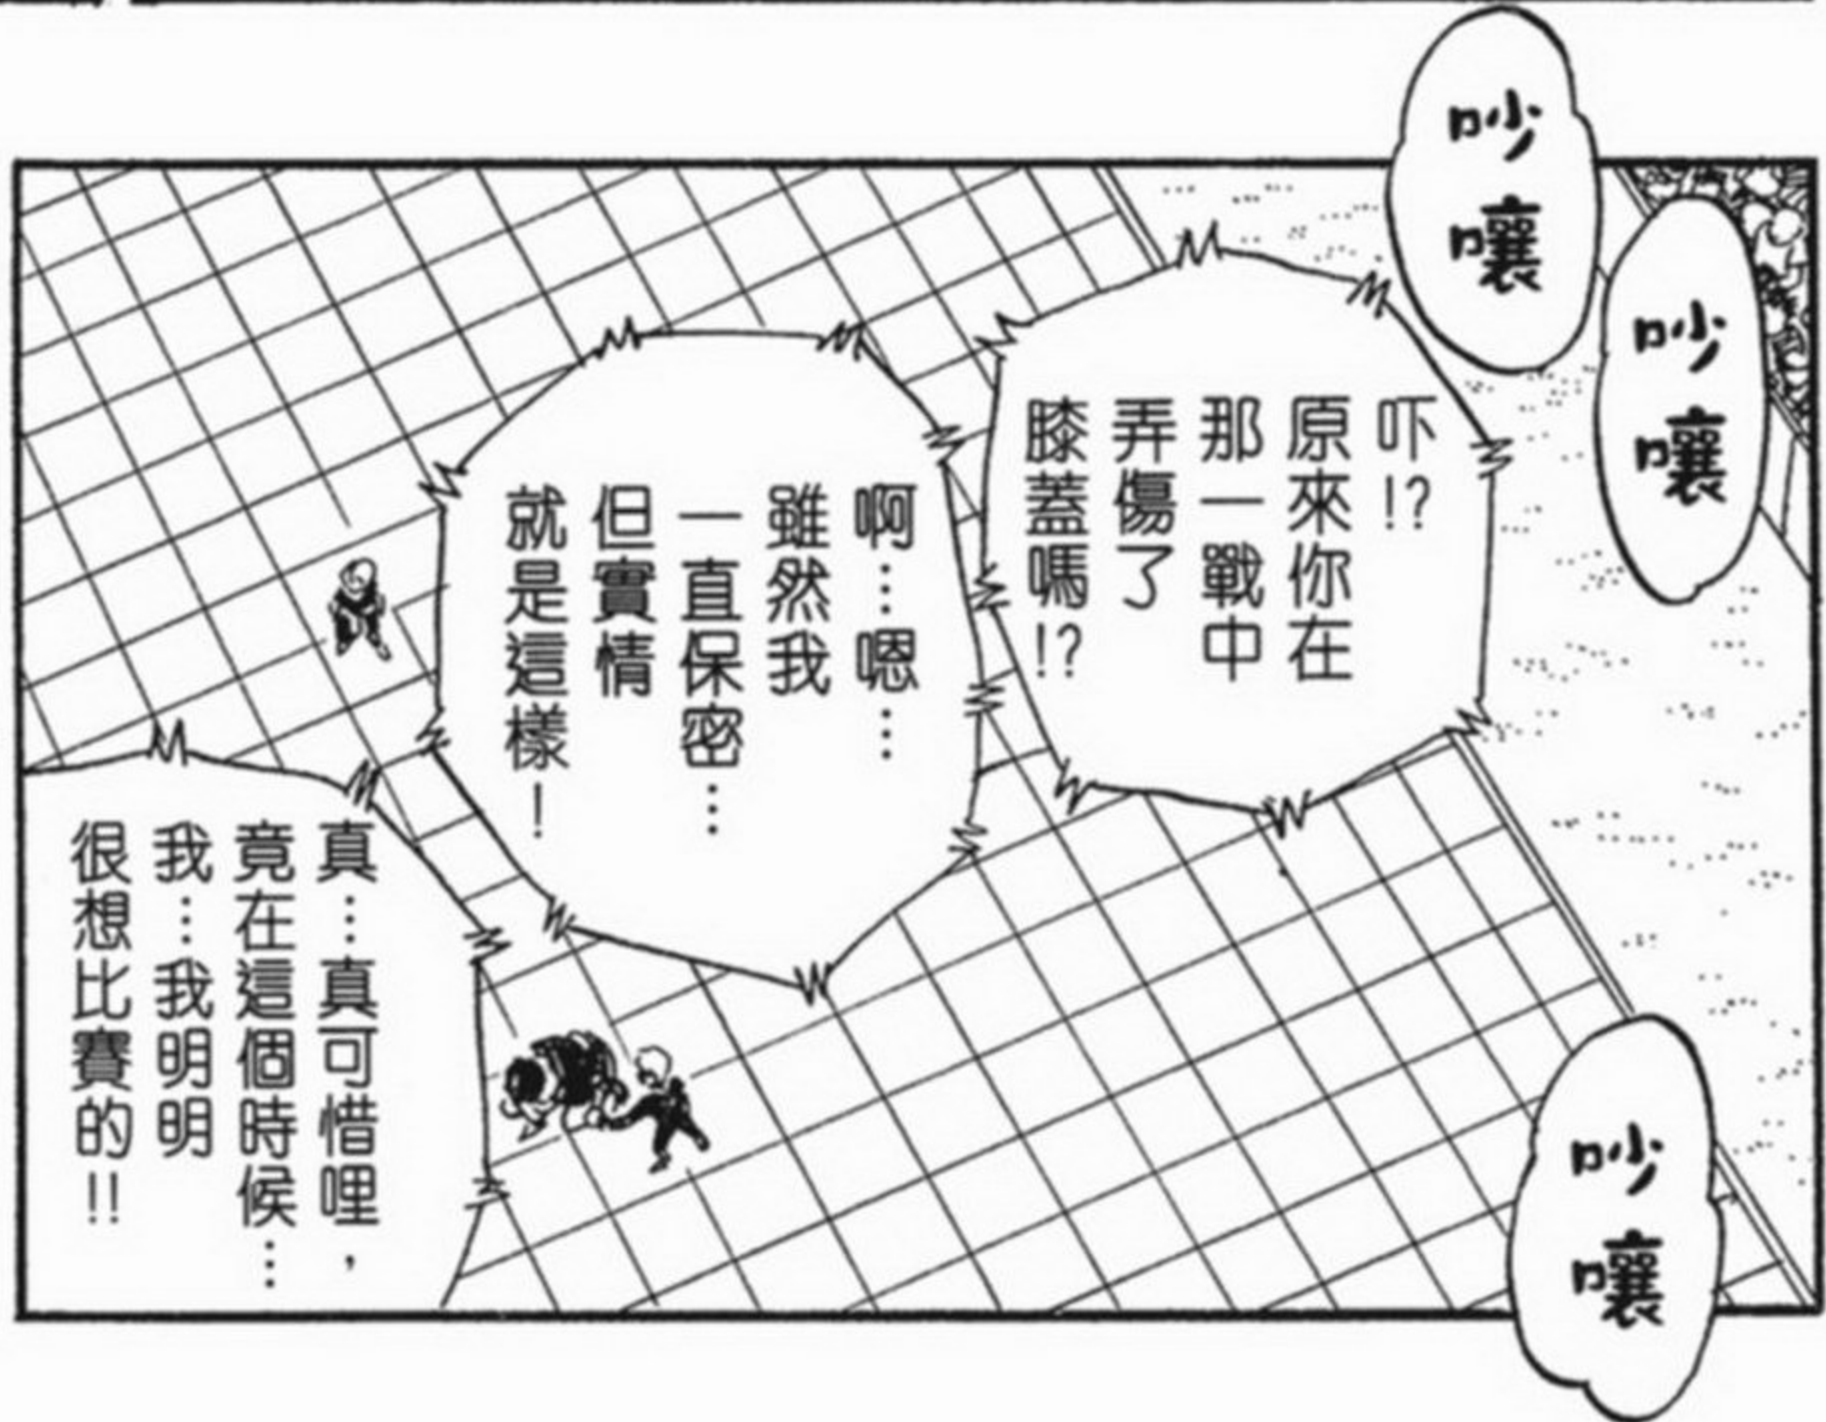 吵嚷
吵嚷
吓!?
原來你在
那一戰中
弄傷了
膝蓋嗎!?
啊…嗯…
雖然我
一直保密…
但實情
就是這樣!
真…真可惜哩，
竟在這個時候…
我…我明明
很想比賽的!!
吵嚷